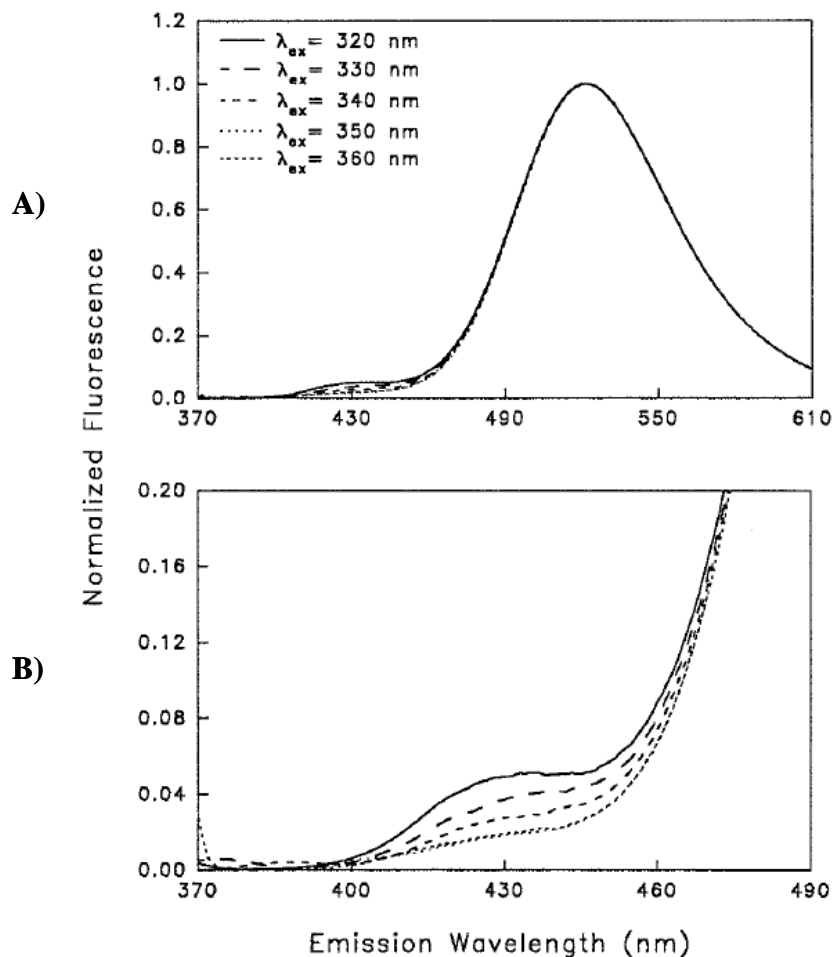 1.2
λex= 320 nm
λex= 330 nm
λex= 340 nm
λex= 350 nm
λex= 360 nm
1.0
0.8
A)
0.6
0.4
0.2
0.0
370 430 490 550 610
Normalized Fluorescence
0.20
0.16
0.12
B)
0.08
0.04
0.00
370 400 430 460 490
Emission Wavelength (nm)